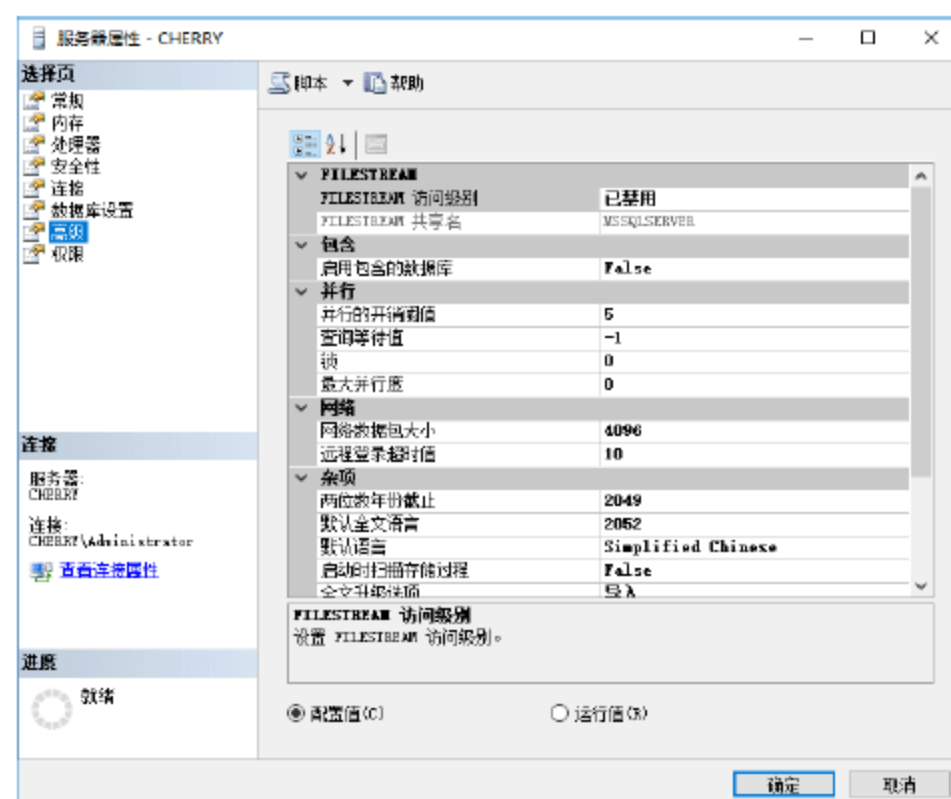 服务器属性 - CHERRY
选择页
常规
内存
处理器
安全性
连接
数据库设置
高级
权限
脚本 帮助
FILESTREAM
FILESTREAM 访问级别 已禁用
FILESTREAM 共享名 MSSQLSERVER
包含
启用包含的数据库 False
并行
并行的开销阈值 5
查询等待值 -1
锁 0
最大并行度 0
网络
网络数据包大小 4096
远程登录超时值 10
杂项
两位数年份截止 2049
默认全文语言 2052
默认语言 Simplified Chinese
启动时扫描存储过程 False
全文升级选项 导入
FILESTREAM 访问级别
设置 FILESTREAM 访问级别。
配置值(C) 运行值(R)
连接
服务器:
CHERRY
连接:
CHERRY\Administrator
查看连接属性
进度
就绪
确定 取消